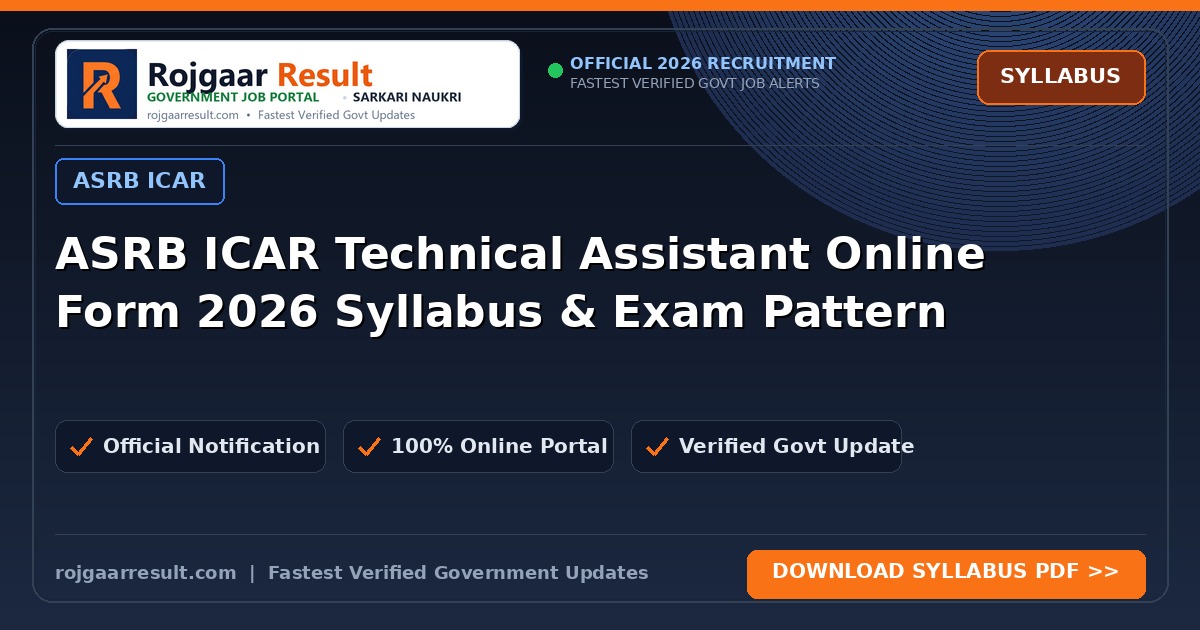 Rojgaar Result
GOVERNMENT JOB PORTAL • SARKARI NAUKRI
rojgaarresult.com • Fastest Verified Govt Updates
OFFICIAL 2026 RECRUITMENT
FASTEST VERIFIED GOVT JOB ALERTS
SYLLABUS
ASRB ICAR
ASRB ICAR Technical Assistant Online
Form 2026 Syllabus & Exam Pattern
Official Notification
100% Online Portal
Verified Govt Update
rojgaarresult.com | Fastest Verified Government Updates
DOWNLOAD SYLLABUS PDF >>